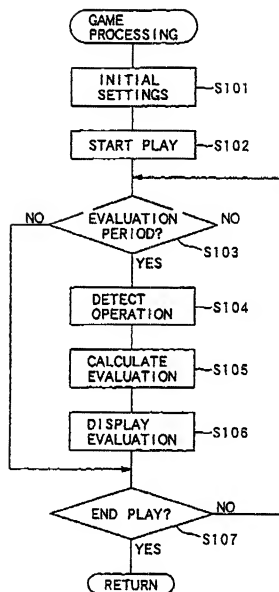 GAME
PROCESSING
INITIAL
SETTINGS
S101
START PLAY
S102
NO
EVALUATION
PERIOD?
NO
S103
YES
DETECT
OPERATION
S104
CALCULATE
EVALUATION
S105
DISPLAY
EVALUATION
S106
END PLAY?
NO
S107
YES
RETURN